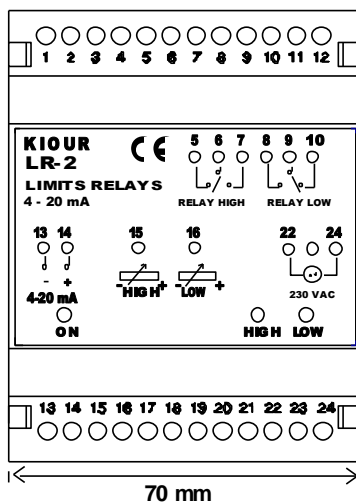 1 2 3 4 5 6 7 8 9 10 11 12
KIOUR CE 5 6 7 8 9 10
LR-2
LIMITS RELAYS
4 - 20 mA RELAY HIGH RELAY LOW
13 14 15 16 22 24
- + - HIGH + - LOW +
4-20 mA 230 VAC
ON HIGH LOW
13 14 15 16 17 18 19 20 21 22 23 24
70 mm